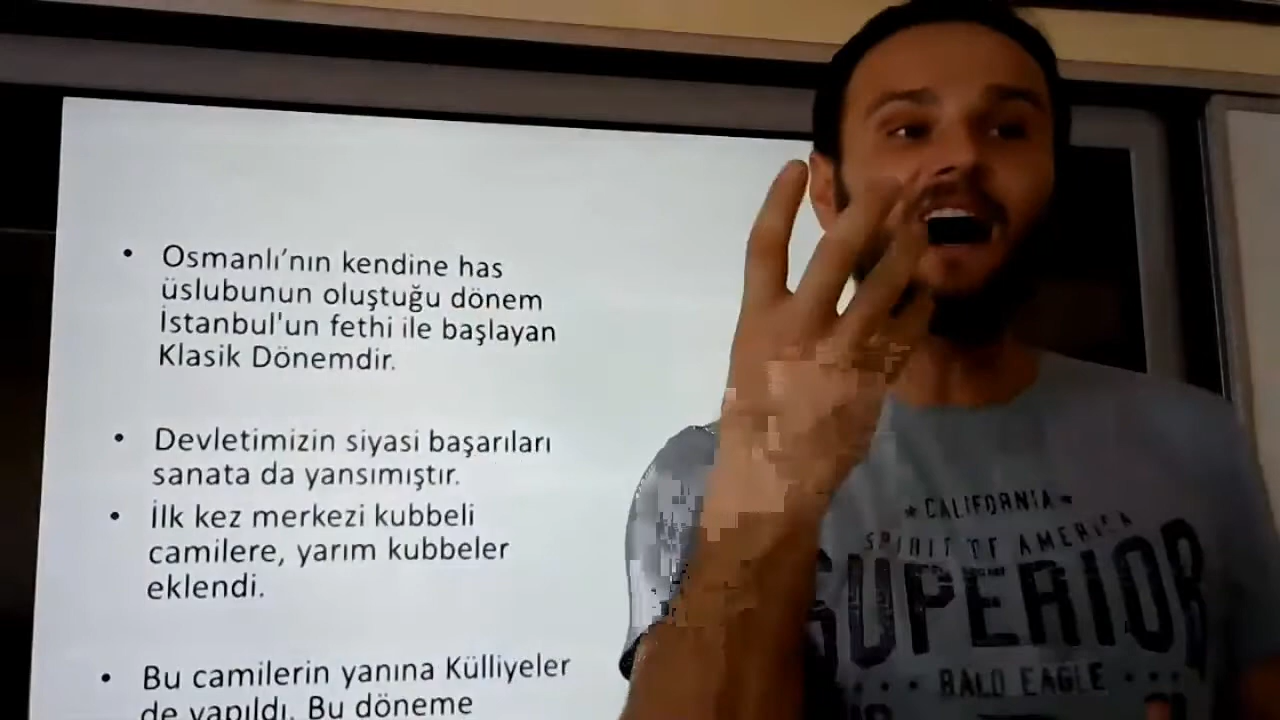 • Osmanlı’nın kendine has
üslubunun oluştuğu dönem
İstanbul'un fethi ile başlayan
Klasik Dönemdir.
• Devletimizin siyasi başarıları
sanata da yansımıştır.
• İlk kez merkezi kubbeli
camilere, yarım kubbeler
eklendi.
• Bu camilerin yanına Külliyeler
de yapıldı. Bu döneme
★ CALIFORNIA ★
SPIRIT OF AMERICA
SUPERIOR
BALD EAGLE